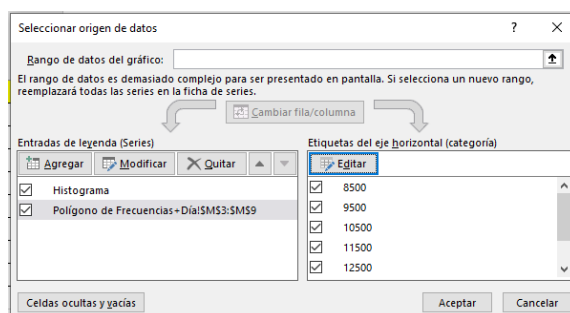 Seleccionar origen de datos ? ×
Rango de datos del gráfico:
El rango de datos es demasiado complejo para ser presentado en pantalla. Si selecciona un nuevo rango,
reemplazará todas las series en la ficha de series.
Cambiar fila/columna
Entradas de leyenda (Series)
Agregar Modificar Quitar
Histograma
Polígono de Frecuencias+Día!$M$3:$M$9
Etiquetas del eje horizontal (categoría)
Editar
8500
9500
10500
11500
12500
Celdas ocultas y vacías
Aceptar Cancelar